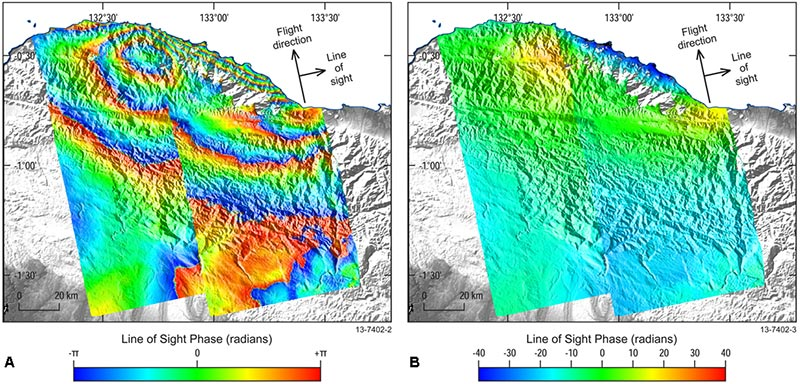 132°30' 133°00' 133°30'
-0°30'
-1°00'
-1°30'
Flight
direction
Line
of
sight
0 20 km
13-7402-2
Line of Sight Phase (radians)
A
-π 0 +π
132°30' 133°00' 133°30'
-0°30'
-1°00'
-1°30'
Flight
direction
Line
of
sight
0 20 km
13-7402-3
Line of Sight Phase (radians)
B
-40 -30 -20 -10 0 10 20 30 40